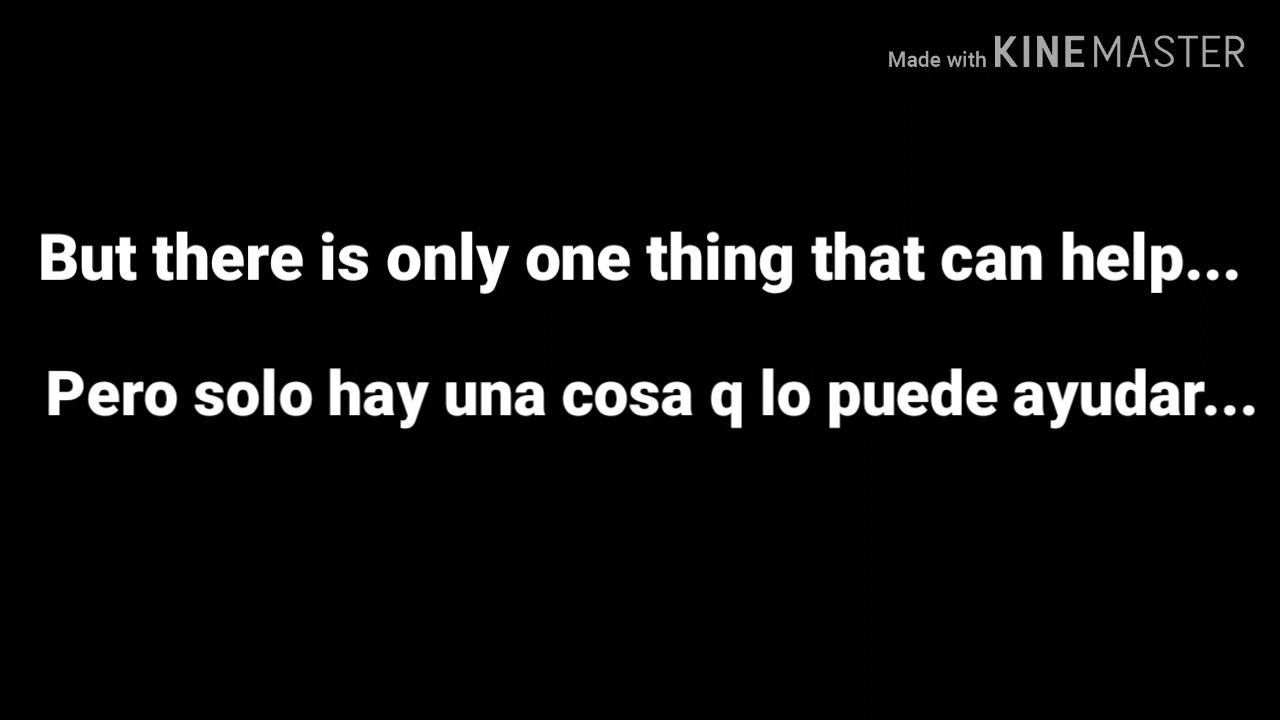 Made with KINEMASTER
But there is only one thing that can help...
Pero solo hay una cosa q lo puede ayudar...